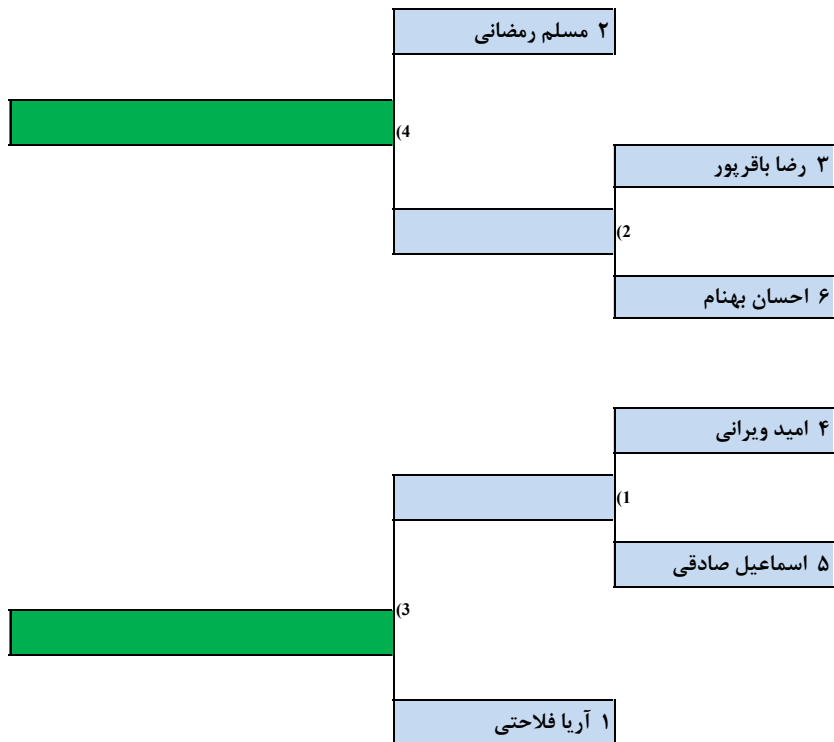 ۲ مسلم رمضانی
(4
۳ رضا باقرپور
(2
۶ احسان بهنام
۴ امید ویرانی
(1
۵ اسماعیل صادقی
(3
۱ آریا فلاحتی